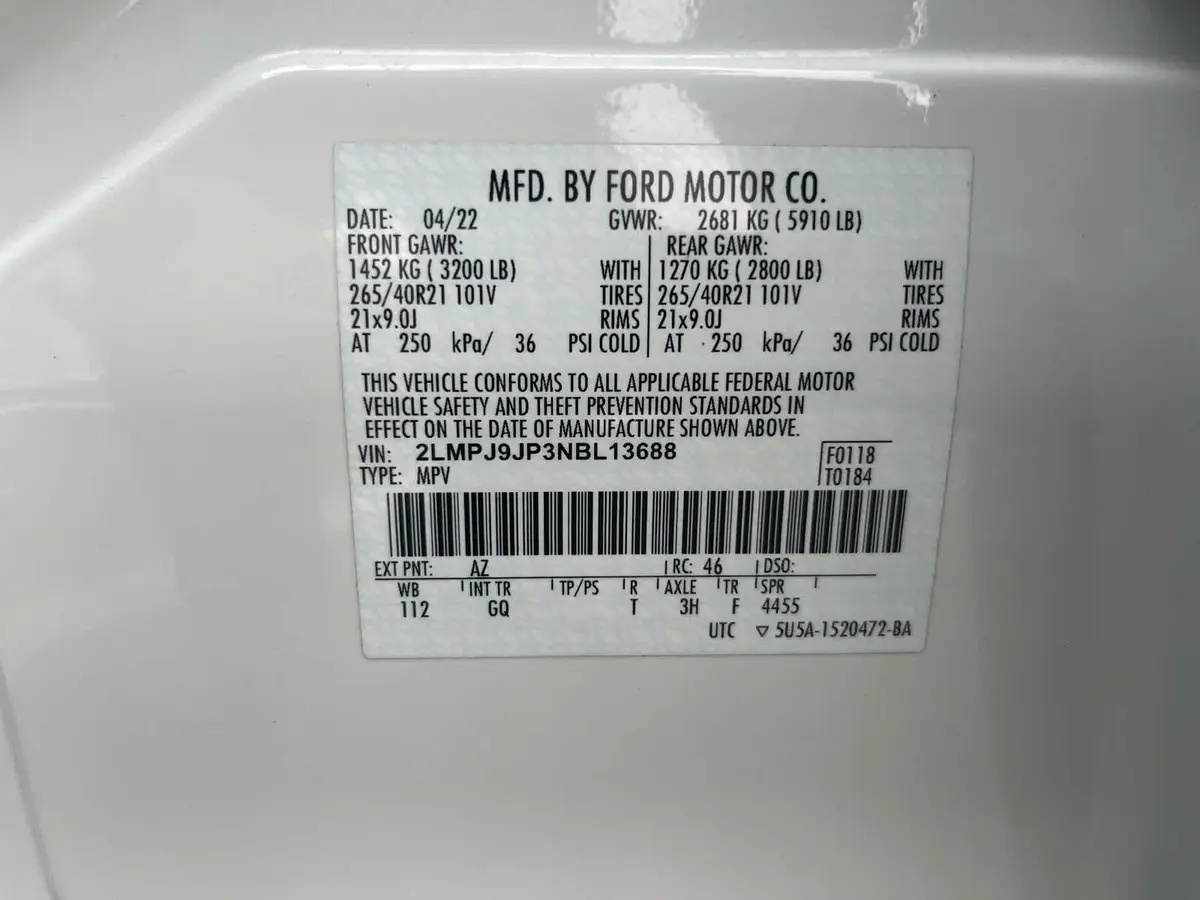 MFD. BY FORD MOTOR CO.
DATE: 04/22 GVWR: 2681 KG ( 5910 LB)
FRONT GAWR: REAR GAWR:
1452 KG ( 3200 LB) WITH 1270 KG ( 2800 LB) WITH
265/40R21 101V TIRES 265/40R21 101V TIRES
21x9.0J RIMS 21x9.0J RIMS
AT 250 kPa/ 36 PSI COLD AT 250 kPa/ 36 PSI COLD
THIS VEHICLE CONFORMS TO ALL APPLICABLE FEDERAL MOTOR
VEHICLE SAFETY AND THEFT PREVENTION STANDARDS IN
EFFECT ON THE DATE OF MANUFACTURE SHOWN ABOVE.
VIN: 2LMPJ9JP3NBL13688 F0118
TYPE: MPV T0184
EXT PNT: AZ RC: 46 DSO:
WB INT TR TP/PS R AXLE TR SPR
112 GQ T 3H F 4455
UTC ▽ 5U5A-1520472-BA